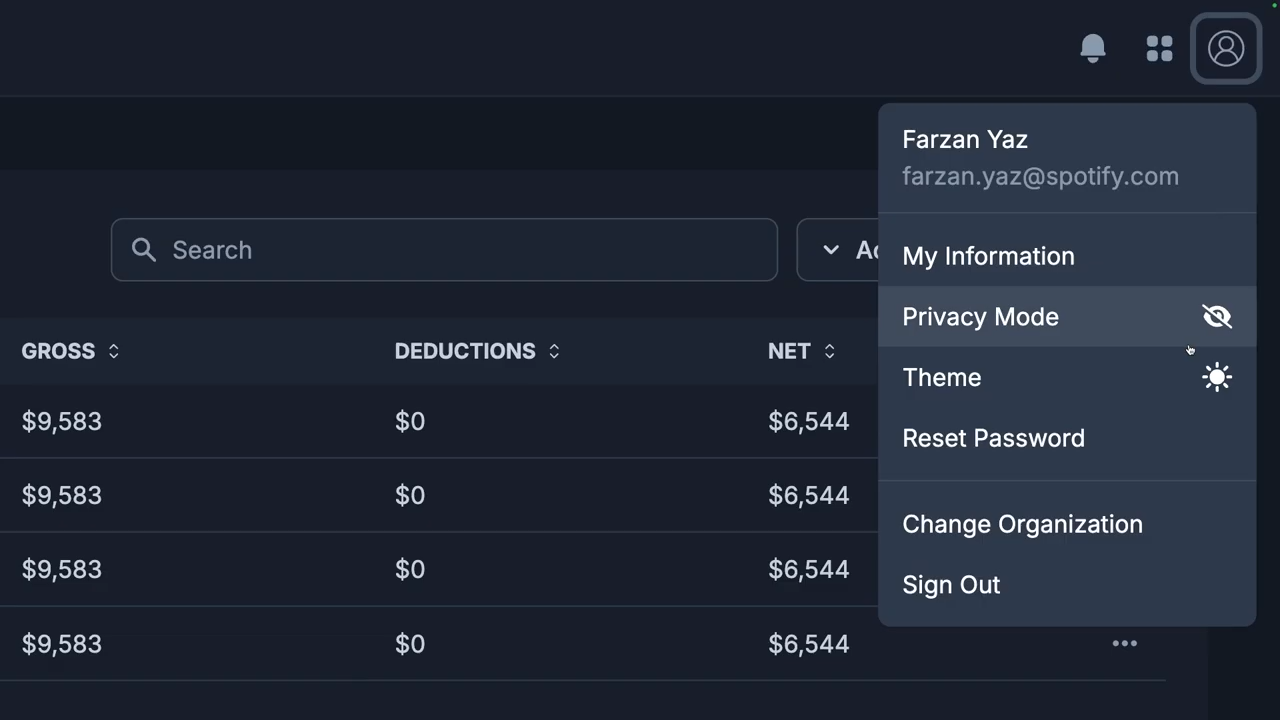 Farzan Yaz
farzan.yaz@spotify.com
Search
My Information
Privacy Mode
GROSS DEDUCTIONS NET
Theme
$9,583 $0 $6,544
Reset Password
$9,583 $0 $6,544
Change Organization
$9,583 $0 $6,544
Sign Out
$9,583 $0 $6,544